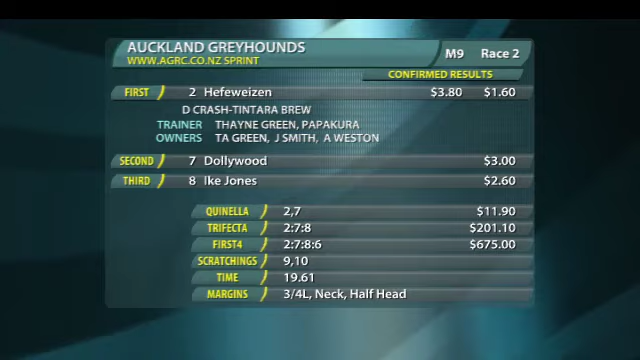 AUCKLAND GREYHOUNDS
WWW.AGRC.CO.NZ SPRINT
M9 Race 2
CONFIRMED RESULTS
FIRST 2 Hefeweizen $3.80 $1.60
D CRASH-TINTARA BREW
TRAINER THAYNE GREEN, PAPAKURA
OWNERS TA GREEN, J SMITH, A WESTON
SECOND 7 Dollywood $3.00
THIRD 8 Ike Jones $2.60
QUINELLA 2,7 $11.90
TRIFECTA 2:7:8 $201.10
FIRST4 2:7:8:6 $675.00
SCRATCHINGS 9,10
TIME 19.61
MARGINS 3/4L, Neck, Half Head